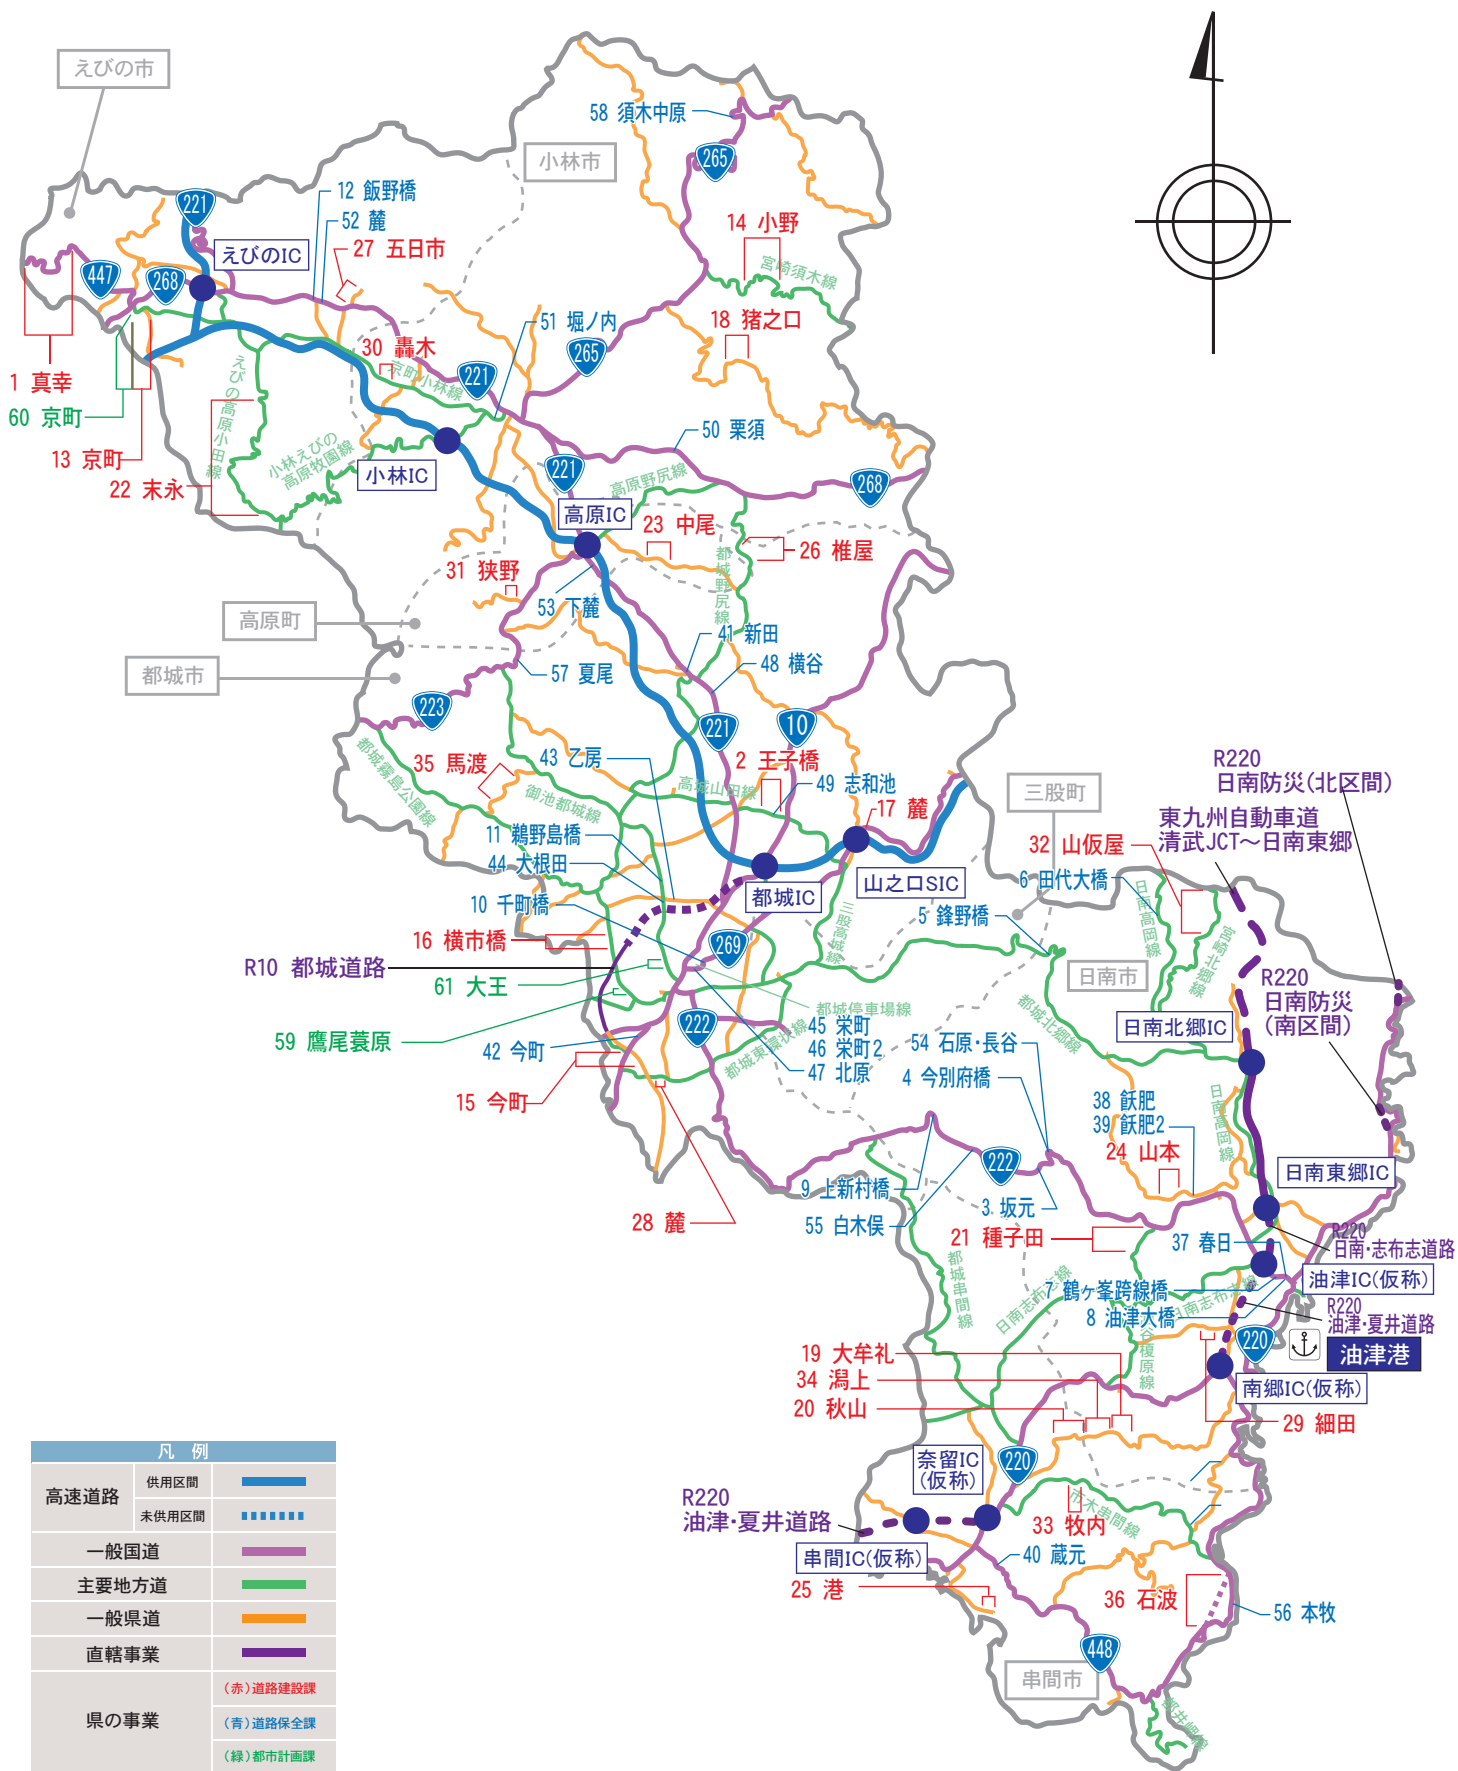 えびの市
58 須木中原
小林市
265
12 飯野橋
52 麓
221
14 小野
27 五日市
えびのIC
宮崎須木線
447
268
18 猪之口
51 堀ノ内
30 轟木
265
京町小林線
221
1 真幸
えびの高原小田線
60 京町
50 栗須
13 京町
小林えびの
高原牧園線
小林IC
221
高原野尻線
268
22 末永
高原IC
23 中尾
26 椎屋
31 狭野
都城野尻線
53 下麓
高原町
41 新田
48 横谷
都城市
57 夏尾
223
221
10
都城霧島公園線
35 馬渡
43 乙房
2 王子橋
R220
日南防災(北区間)
御池都城線
高城山田線
49 志和池
17 麓
三股町
東九州自動車道
清武JCT～日南東郷
11 鵜野島橋
32 山仮屋
44 大根田
6 田代大橋
10 千町橋
都城IC
山之口SIC
日南高岡線
三股高城線
5 鋒野橋
16 横市橋
269
宮崎北郷線
R10 都城道路
日南市
R220
日南防災
(南区間)
61 大王
都城停車場線
都城北郷線
59 鷹尾蓑原
222
都城東環状線
45 栄町
46 栄町2
47 北原
日南北郷IC
42 今町
54 石原・長谷
4 今別府橋
日南高岡線
15 今町
38 飫肥
39 飫肥2
24 山本
222
日南東郷IC
9 上新村橋
3 坂元
28 麓
55 白木俣
21 種子田
37 春日
R220
日南・志布志道路
都城串間線
日南志布志線
7 鶴ヶ峯跨線橋
油津IC(仮称)
8 油津大橋
日南志布志線
R220
油津・夏井道路
谷榎原線
220
油津港
19 大牟礼
34 潟上
南郷IC(仮称)
20 秋山
29 細田
凡 例
奈留IC
(仮称)
220
高速道路
供用区間
未供用区間
R220
油津・夏井道路
市木串間線
33 牧内
一般国道
串間IC(仮称)
40 蔵元
主要地方道
25 港
36 石波
56 本牧
一般県道
直轄事業
448
串間市
県の事業
(赤)道路建設課
(青)道路保全課
(緑)都市計画課
都井岬線